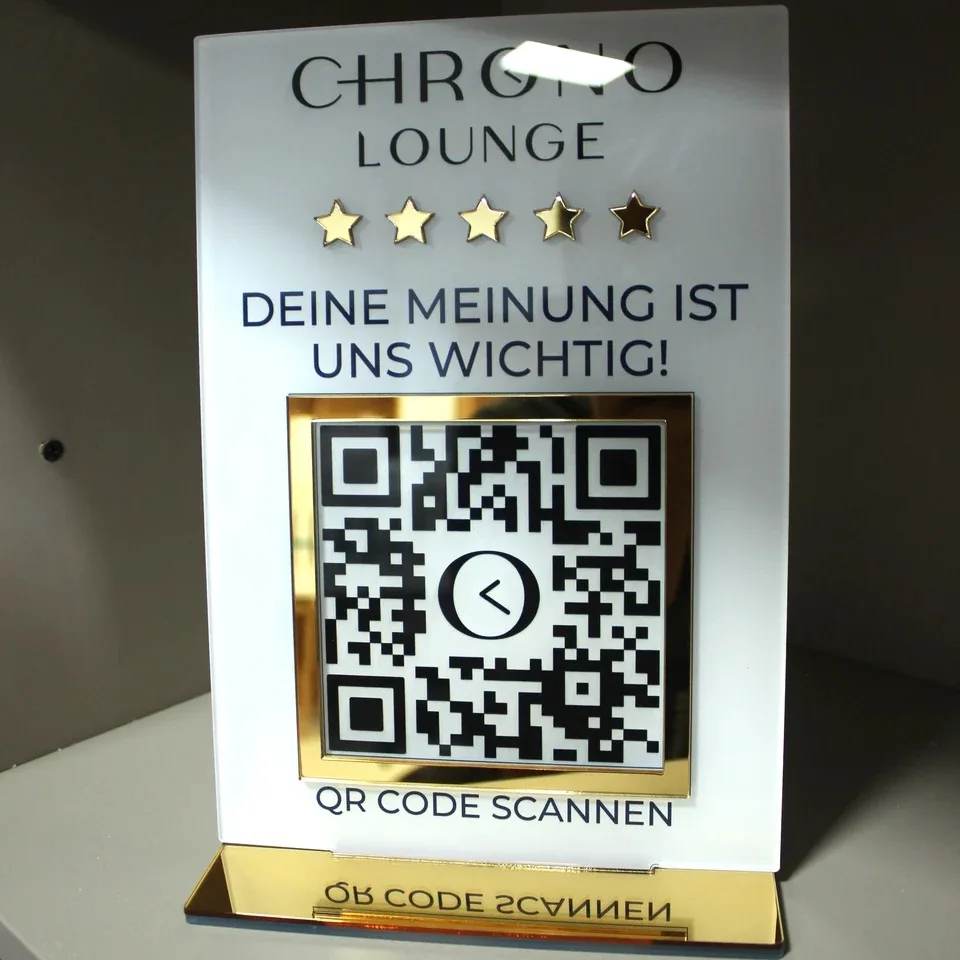 CHRONO
LOUNGE
DEINE MEINUNG IST
UNS WICHTIG!
QR CODE SCANNEN
QR CODE SCANNEN